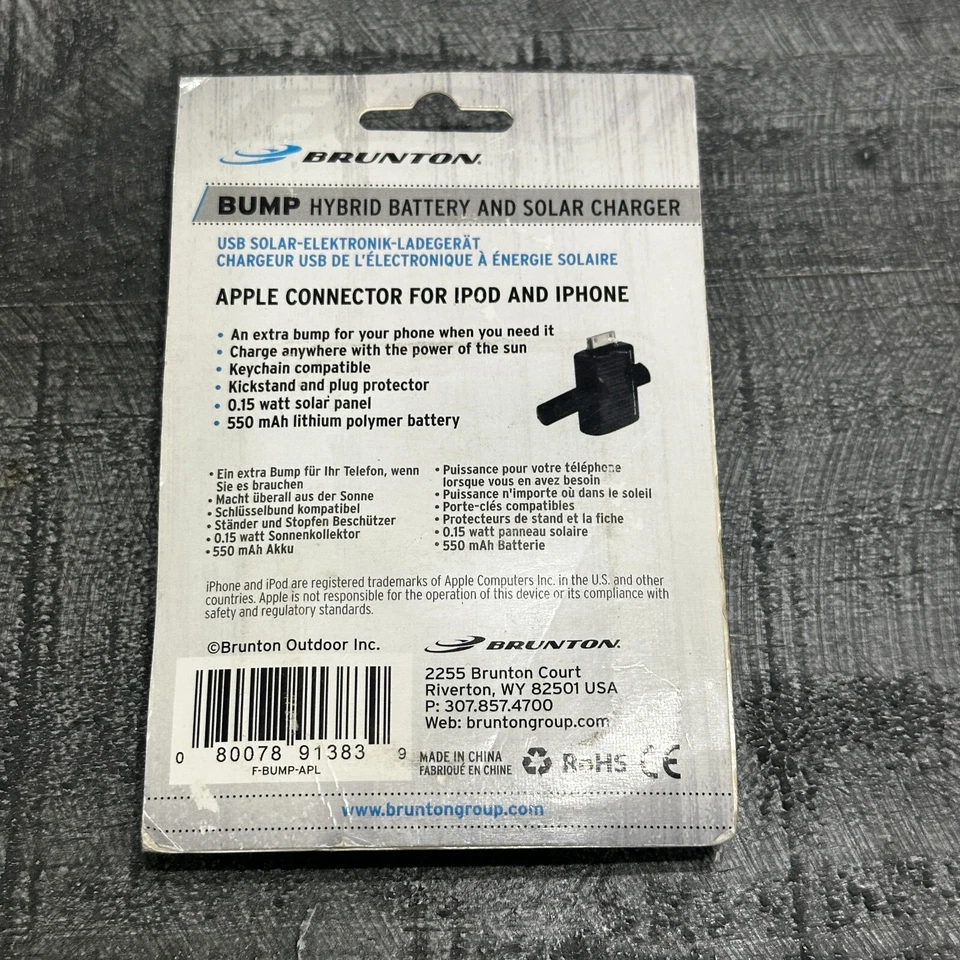 BRUNTON.
BUMP HYBRID BATTERY AND SOLAR CHARGER
USB SOLAR-ELEKTRONIK-LADEGERÄT
CHARGEUR USB DE L'ÉLECTRONIQUE À ÉNERGIE SOLAIRE
APPLE CONNECTOR FOR IPOD AND IPHONE
• An extra bump for your phone when you need it
• Charge anywhere with the power of the sun
• Keychain compatible
• Kickstand and plug protector
• 0.15 watt solar panel
• 550 mAh lithium polymer battery
• Ein extra Bump für Ihr Telefon, wenn
Sie es brauchen
• Macht überall aus der Sonne
• Schlüsselbund kompatibel
• Ständer und Stopfen Beschützer
• 0.15 watt Sonnenkollektor
• 550 mAh Akku
• Puissance pour votre téléphone
lorsque vous en avez besoin
• Puissance n'importe où dans le soleil
• Porte-clés compatibles
• Protecteurs de stand et la fiche
• 0.15 watt panneau solaire
• 550 mAh Batterie
iPhone and iPod are registered trademarks of Apple Computers Inc. in the U.S. and other
countries. Apple is not responsible for the operation of this device or its compliance with
safety and regulatory standards.
©Brunton Outdoor Inc.
BRUNTON.
2255 Brunton Court
Riverton, WY 82501 USA
P: 307.857.4700
Web: bruntongroup.com
0 80078 91383 9
F-BUMP-APL
MADE IN CHINA
FABRIQUÉ EN CHINE
RoHS CE
www.bruntongroup.com